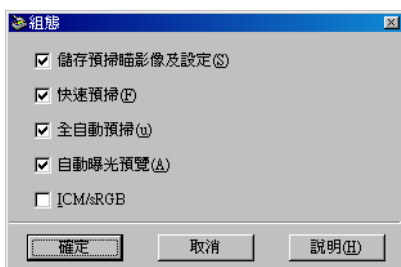 組態
儲存預掃瞄影像及設定(S)
快速預掃(F)
全自動預掃(u)
自動曝光預覽(A)
ICM/sRGB
確定 取消 說明(H)